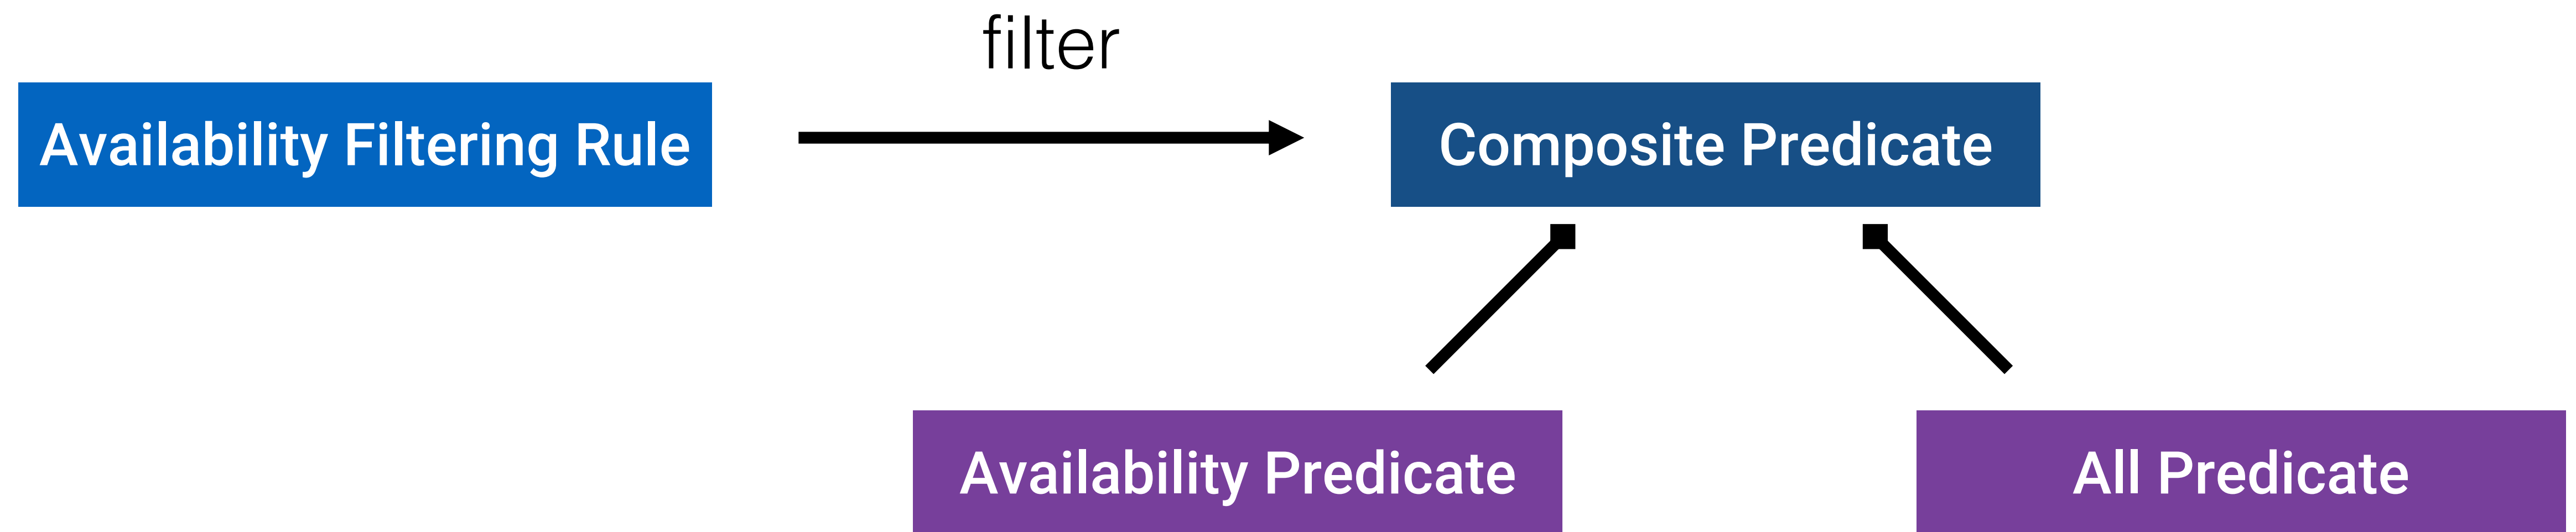 filter
Availability Filtering Rule
Composite Predicate
Availability Predicate
All Predicate